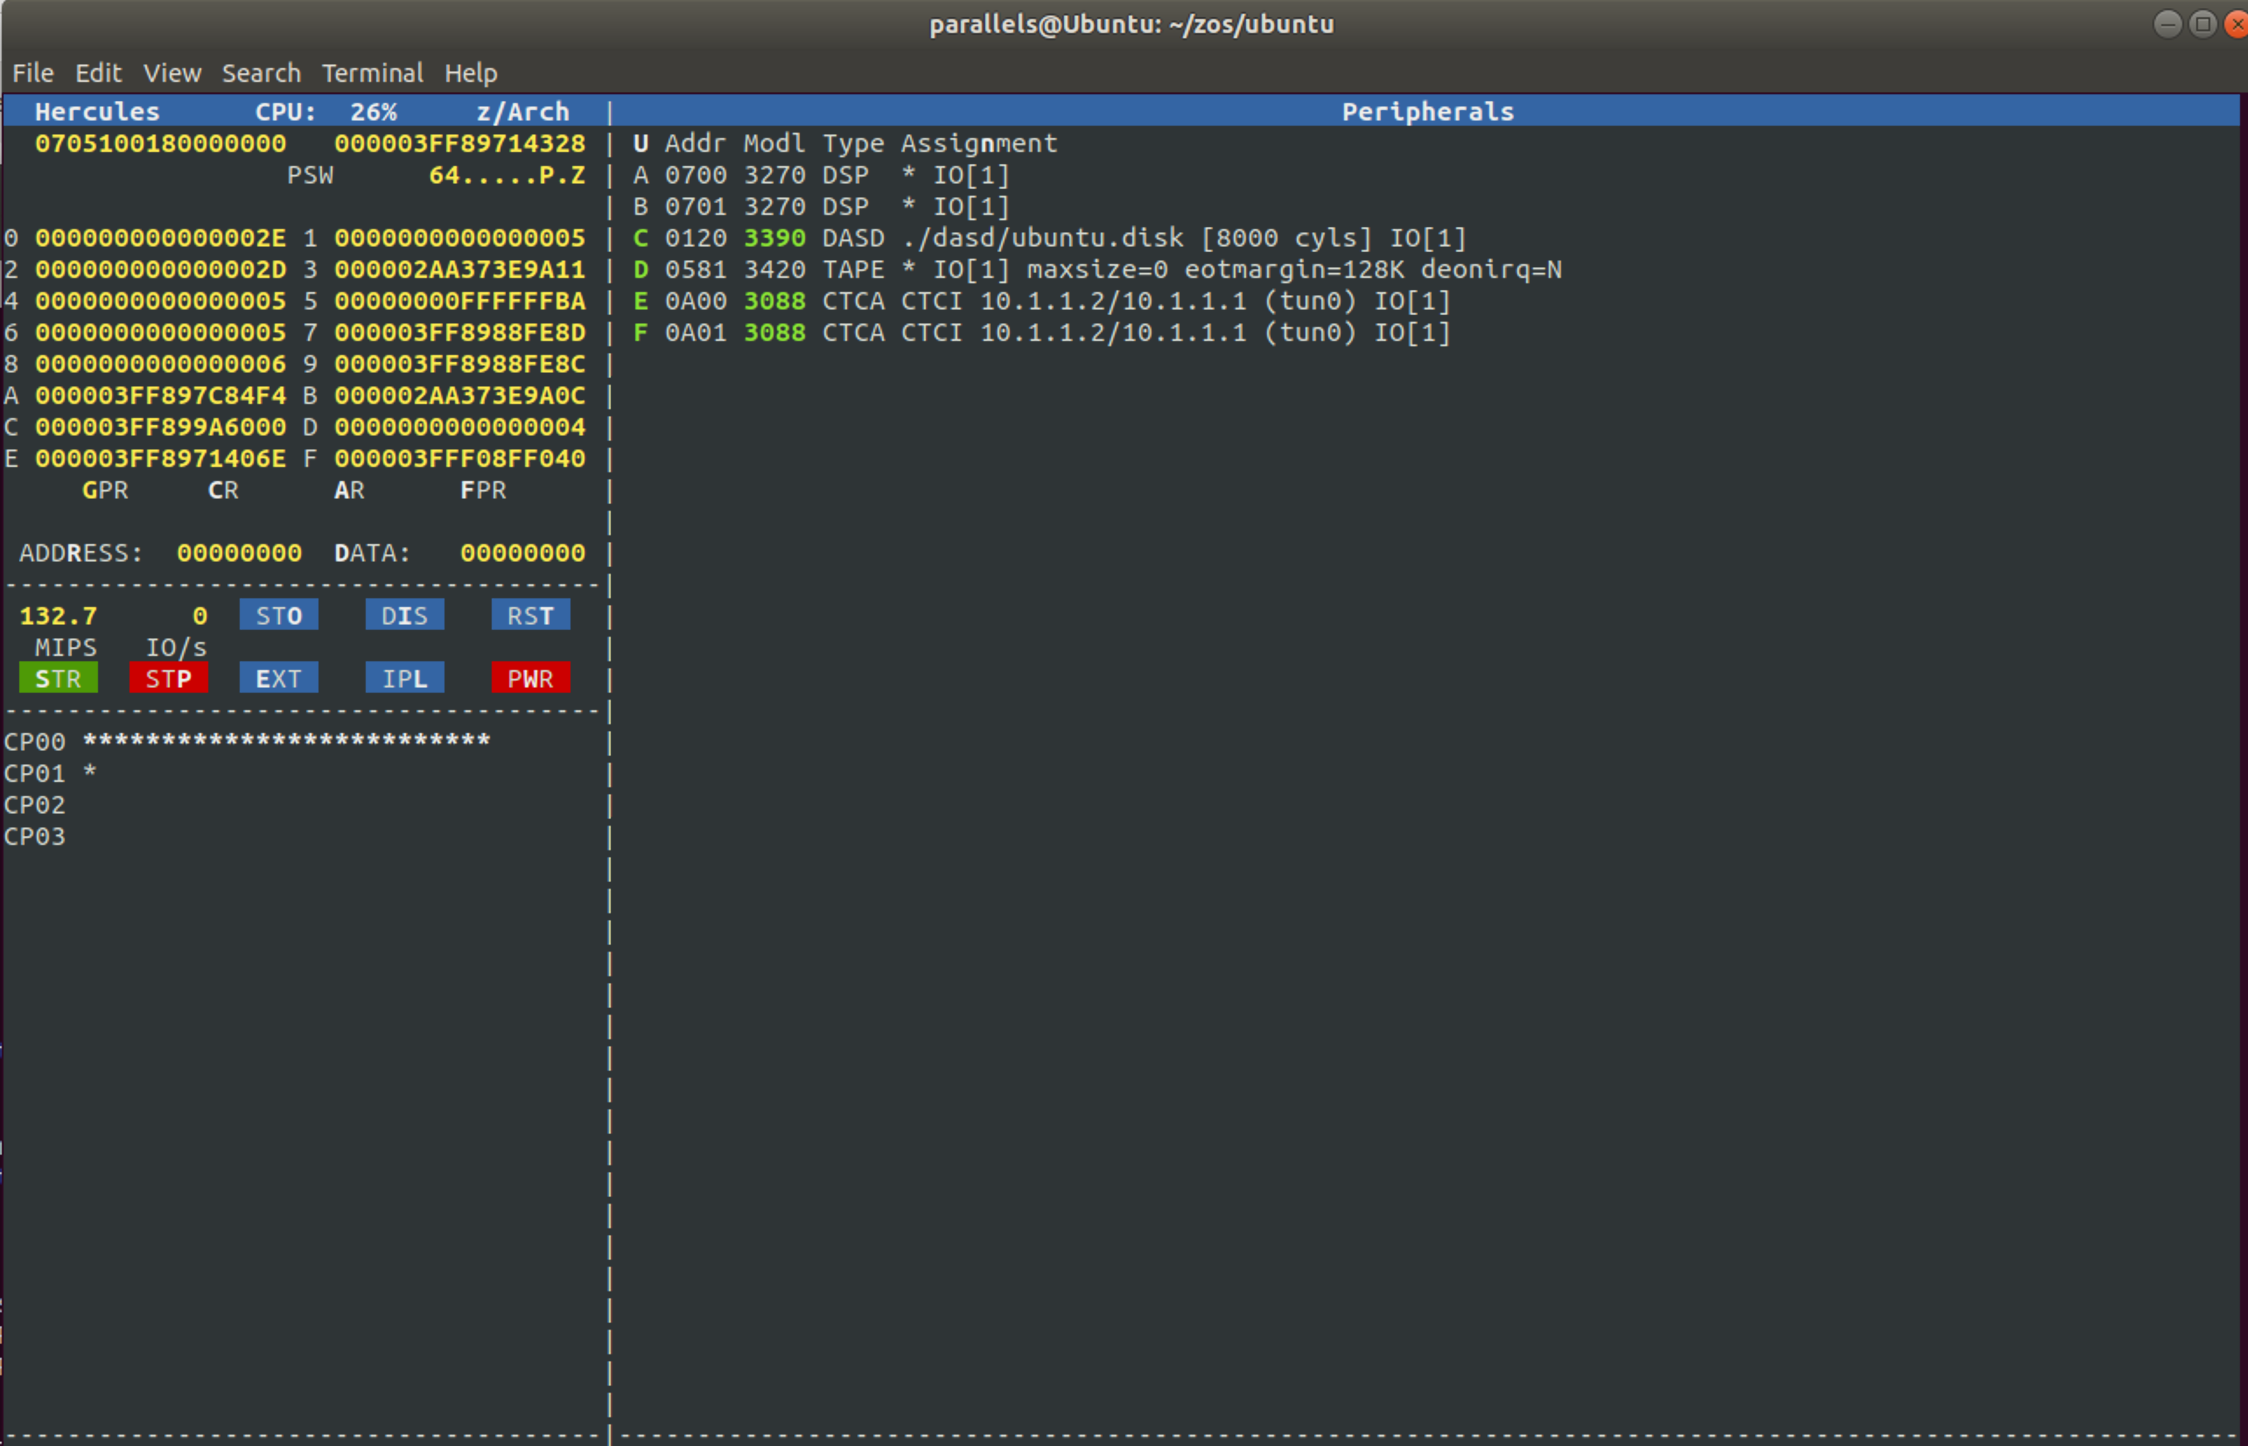 parallels@Ubuntu: ~/zos/ubuntu
File Edit View Search Terminal Help
Hercules CPU: 26% z/Arch | Peripherals
0705100180000000 000003FF89714328 | U Addr Modl Type Assignment
PSW 64.....P.Z | A 0700 3270 DSP * IO[1]
| B 0701 3270 DSP * IO[1]
0 000000000000002E 1 0000000000000005 | C 0120 3390 DASD ./dasd/ubuntu.disk [8000 cyls] IO[1]
2 000000000000002D 3 000002AA373E9A11 | D 0581 3420 TAPE * IO[1] maxsize=0 eotmargin=128K deonirq=N
4 0000000000000005 5 00000000FFFFFFBA | E 0A00 3088 CTCA CTCI 10.1.1.2/10.1.1.1 (tun0) IO[1]
6 0000000000000005 7 000003FF8988FE8D | F 0A01 3088 CTCA CTCI 10.1.1.2/10.1.1.1 (tun0) IO[1]
8 0000000000000006 9 000003FF8988FE8C |
A 000003FF897C84F4 B 000002AA373E9A0C |
C 000003FF899A6000 D 0000000000000004 |
E 000003FF8971406E F 000003FFF08FF040 |
GPR CR AR FPR |
ADDRESS: 00000000 DATA: 00000000 |
--------------------------------------|
132.7 0 STO DIS RST |
MIPS IO/s |
STR STP EXT IPL PWR |
--------------------------------------|
CP00 ************************** |
CP01 * |
CP02 |
CP03 |